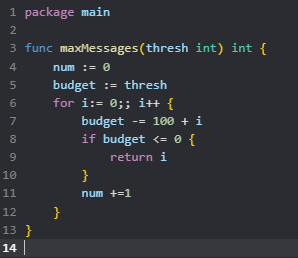 1 package main
2
3 func maxMessages(thresh int) int {
4     num := 0
5     budget := thresh
6     for i:= 0;; i++ {
7         budget -= 100 + i
8         if budget <= 0 {
9             return i
10         }
11         num +=1
12     }
13 }
14